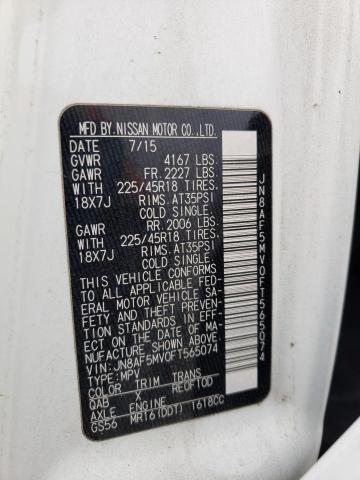 MFD.BY.NISSAN MOTOR CO.,LTD.
DATE 7/15
GVWR 4167 LBS.
GAWR FR. 2227 LBS.
WITH 225/45R18 TIRES.
18X7J RIMS. AT35PSI
COLD SINGLE.
GAWR RR. 2006 LBS.
WITH 225/45R18 TIRES.
18X7J RIMS. AT35PSI
COLD SINGLE.
THIS VEHICLE CONFORMS
TO ALL APPLICABLE FED-
ERAL MOTOR VEHICLE SA-
FETY AND THEFT PREVEN-
TION STANDARDS IN EFF-
ECT ON THE DATE OF MA-
NUFACTURE SHOWN ABOVE.
VIN:JN8AF5MV0FT565074
TYPE:MPV
COLOR TRIM TRANS
QAB X RE0F10D
AXLE ENGINE
GS56 MR16(DDT) 1618CC
JN8AF5MV0FT565074